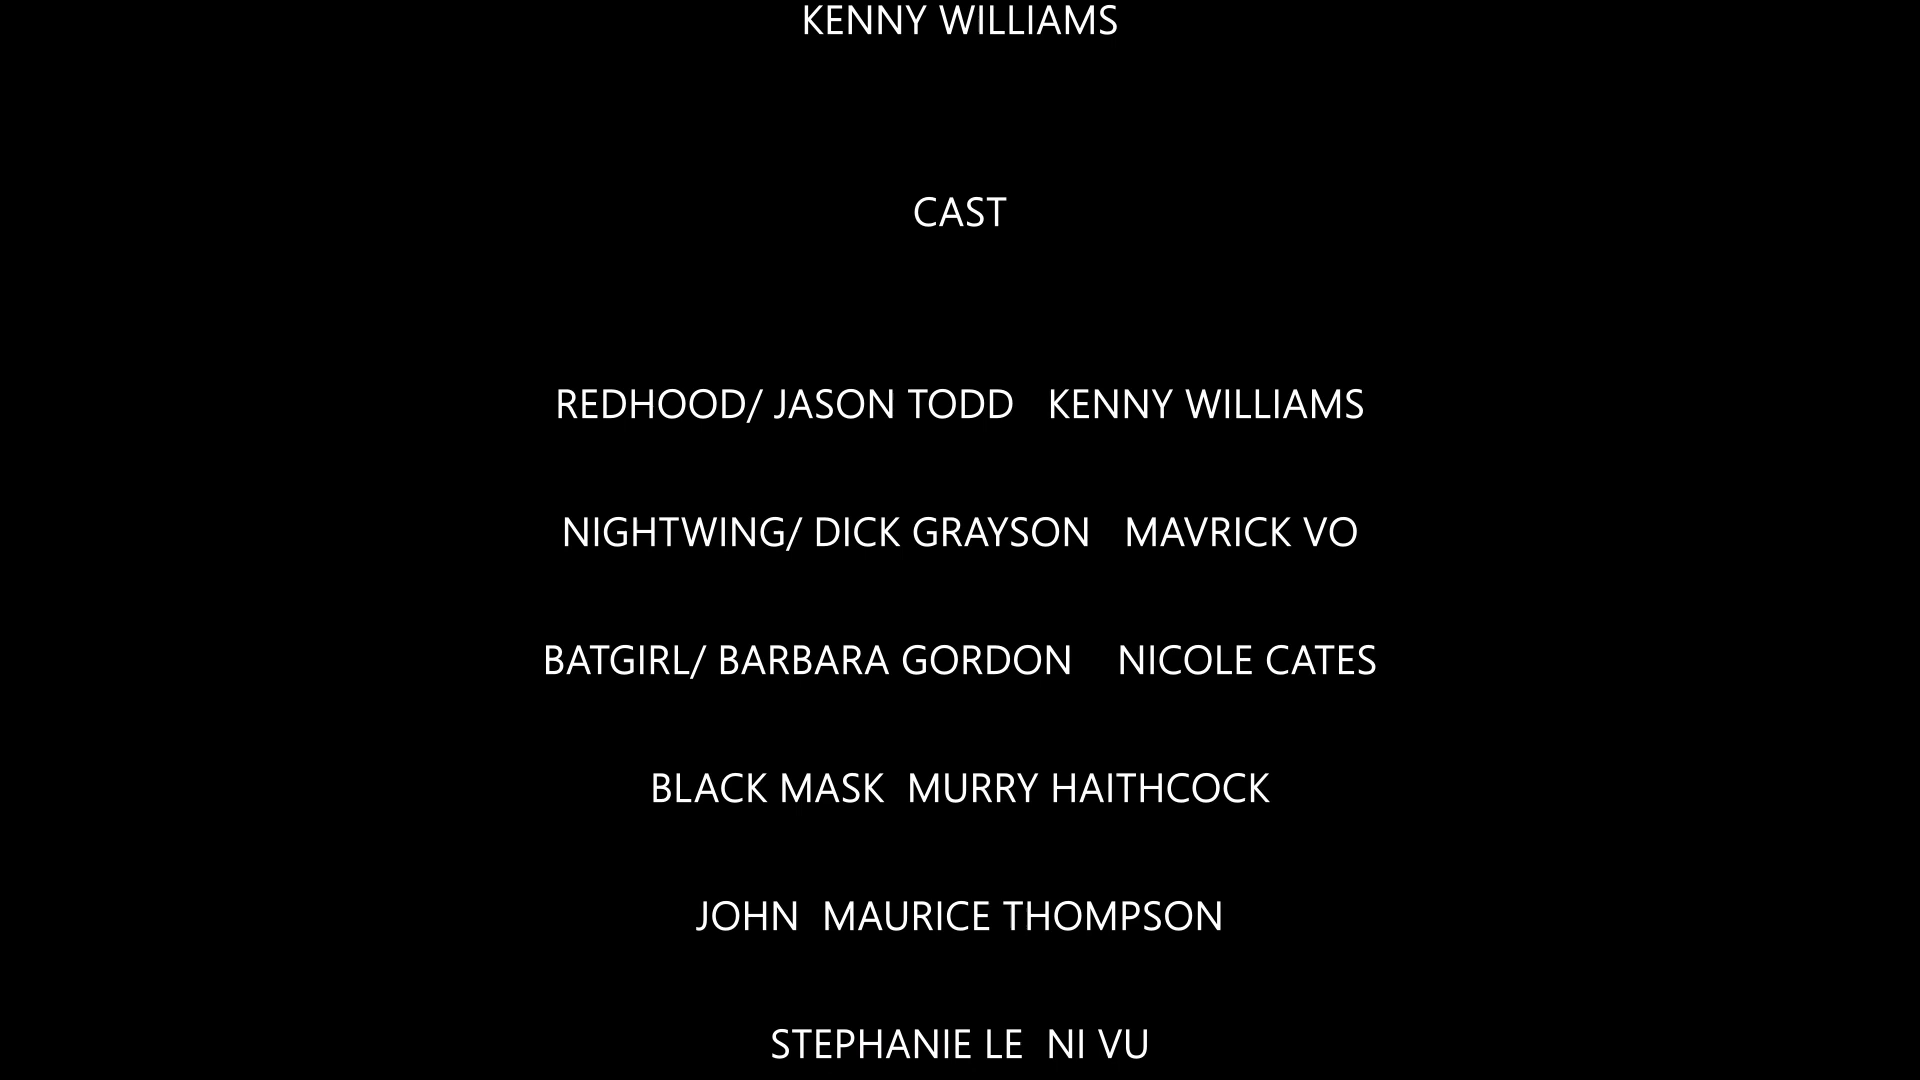 KENNY WILLIAMS
CAST
REDHOOD/ JASON TODD   KENNY WILLIAMS
NIGHTWING/ DICK GRAYSON   MAVRICK VO
BATGIRL/ BARBARA GORDON    NICOLE CATES
BLACK MASK  MURRY HAITHCOCK
JOHN  MAURICE THOMPSON
STEPHANIE LE  NI VU